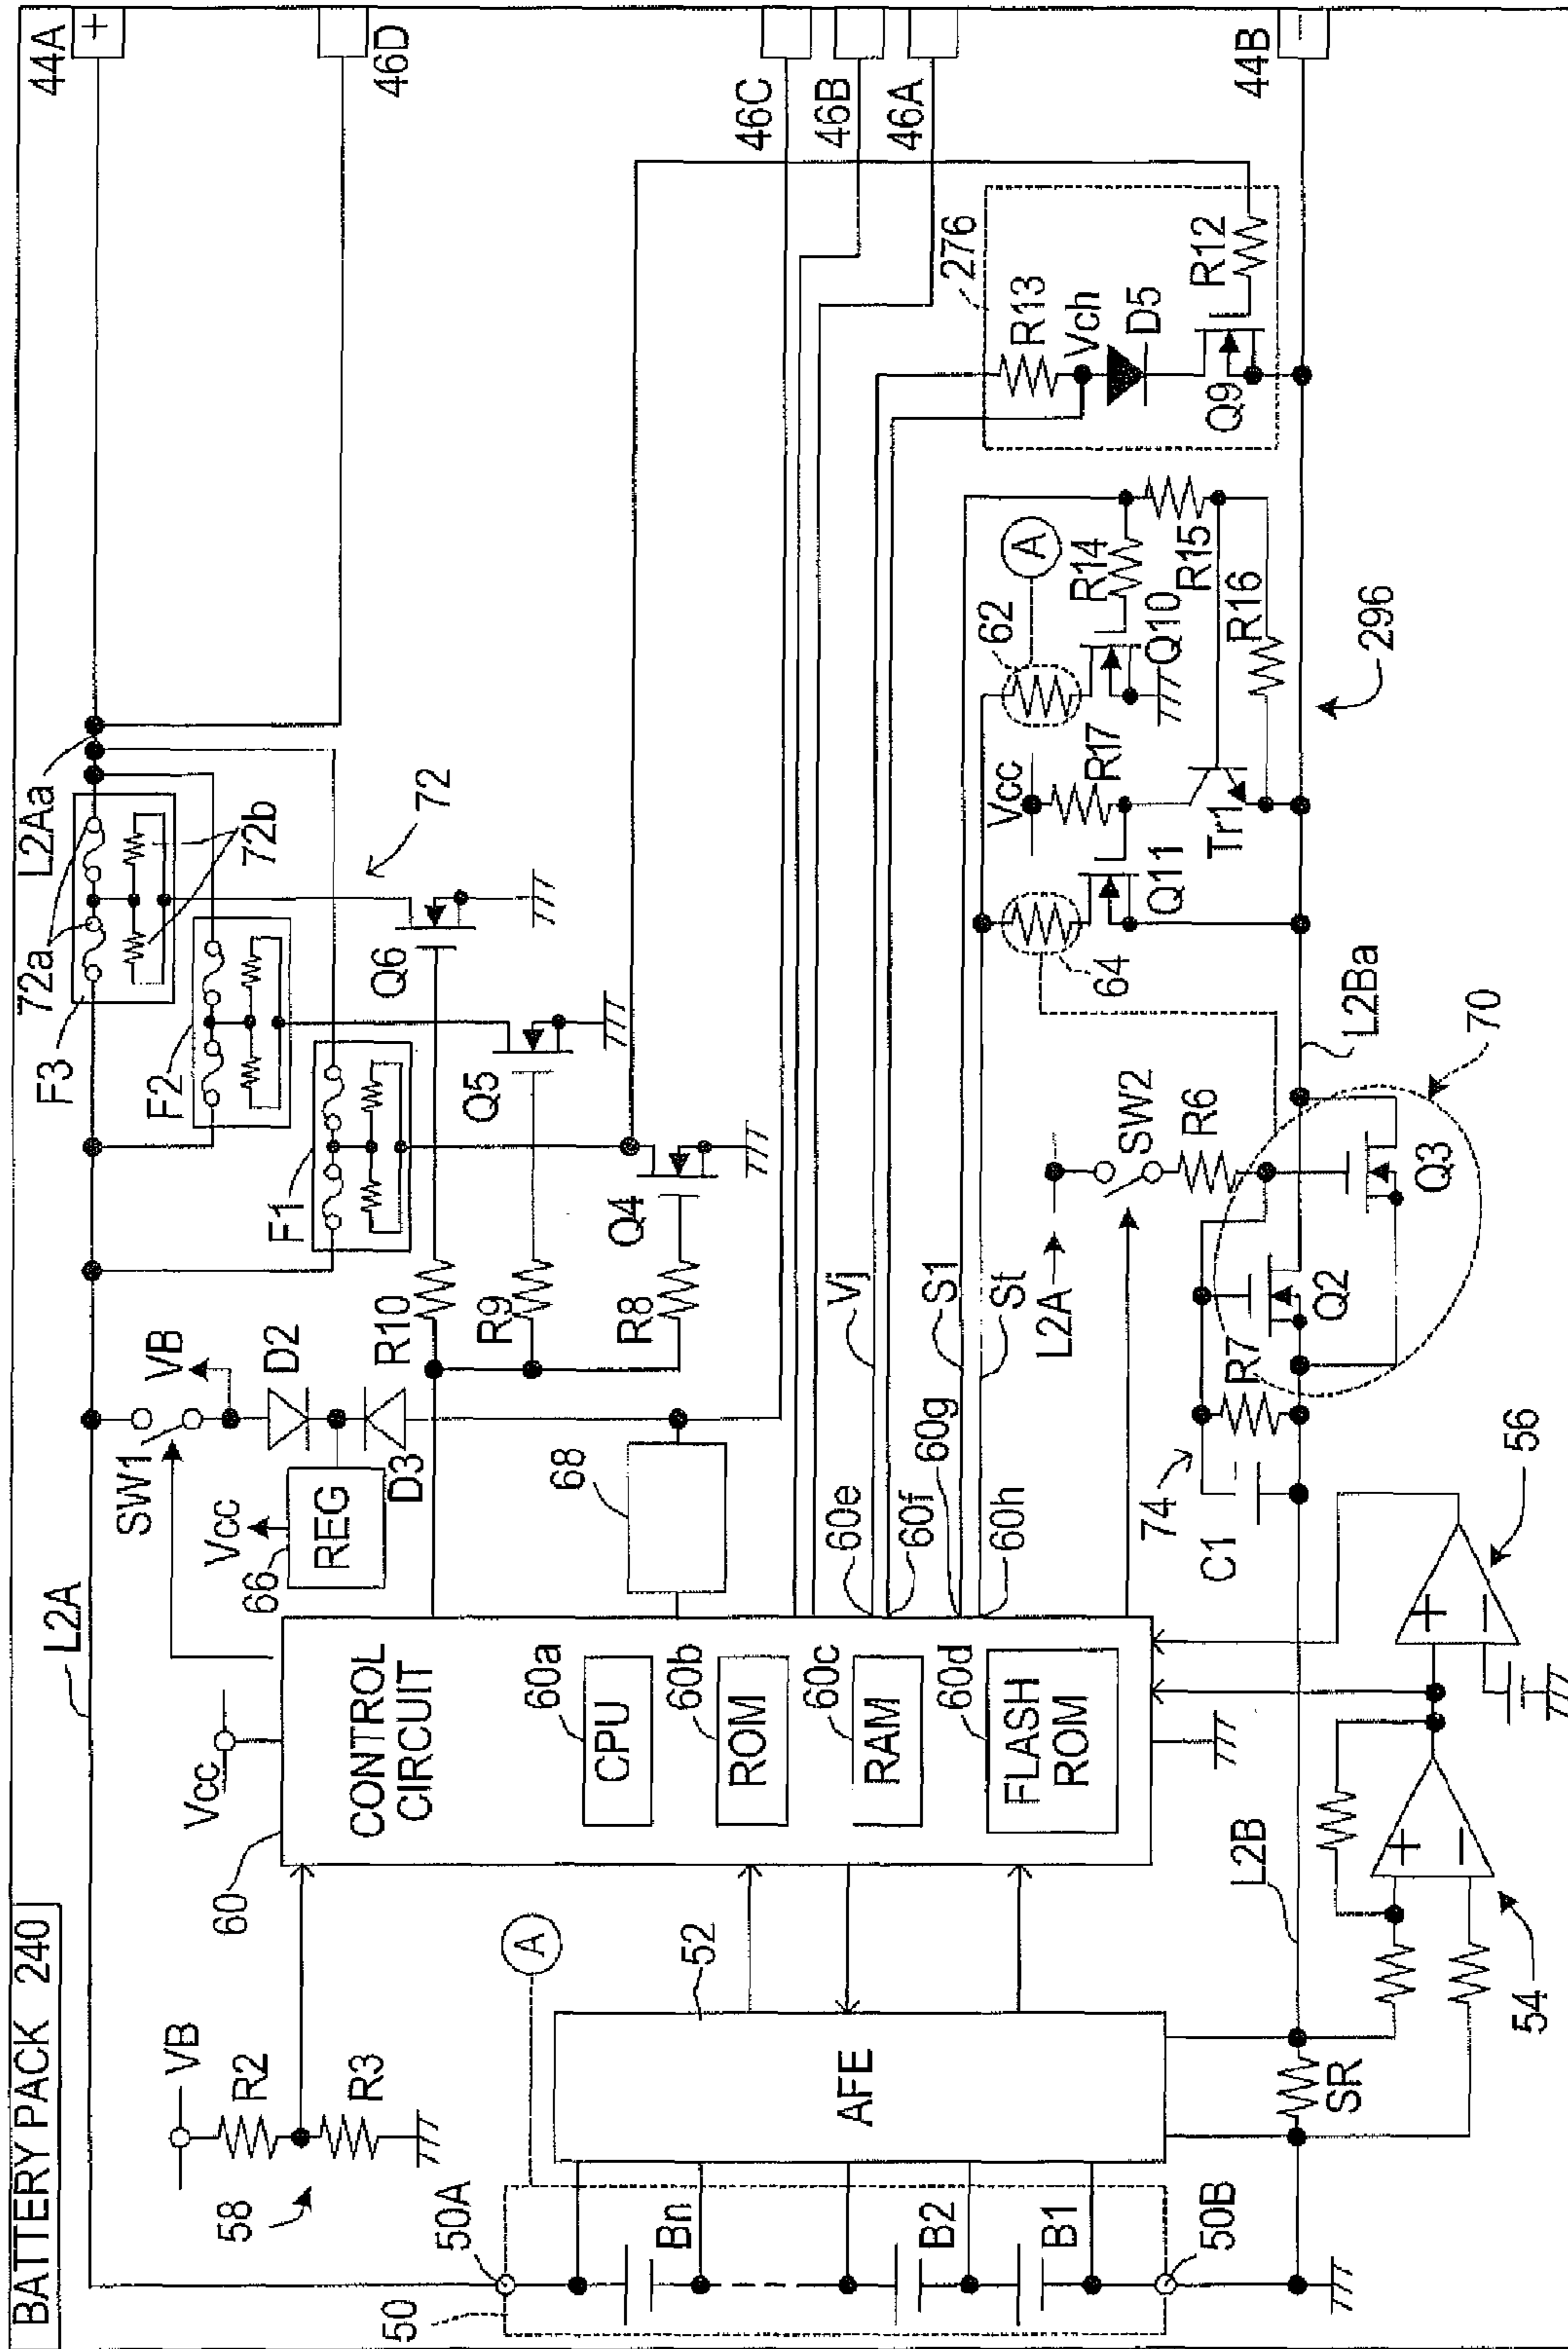 BATTERY PACK 240
L2A
44A
+
46D
46C
46B
46A
44B
−
VB
R2
R3
58
50A
50
Bn
B2
B1
50B
A
52
AFE
SR
L2B
54
+
−
56
+
−
60
Vcc
CONTROL
CIRCUIT
60a
CPU
60b
ROM
60c
RAM
60d
FLASH
ROM
SW1
VB
Vcc
66
REG
D2
D3
68
R10
R9
R8
60e
60f
60g
60h
Vj
S1
St
F3
F2
F1
72a
72b
L2Aa
72
Q6
Q5
Q4
74
C1
R7
L2A
SW2
R6
Q2
Q3
70
L2Ba
64
62
A
Vcc
R17
Q11
Tr1
Q10
R14
R15
R16
296
276
R13
Vch
D5
Q9
R12